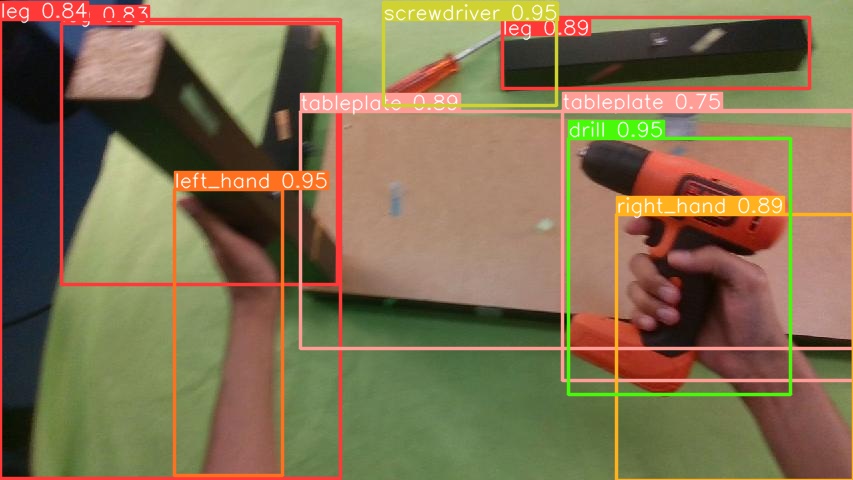 leg 0.84
0.83
screwdriver 0.95
leg 0.89
tableplate 0.89
tableplate 0.75
drill 0.95
left_hand 0.95
right_hand 0.89